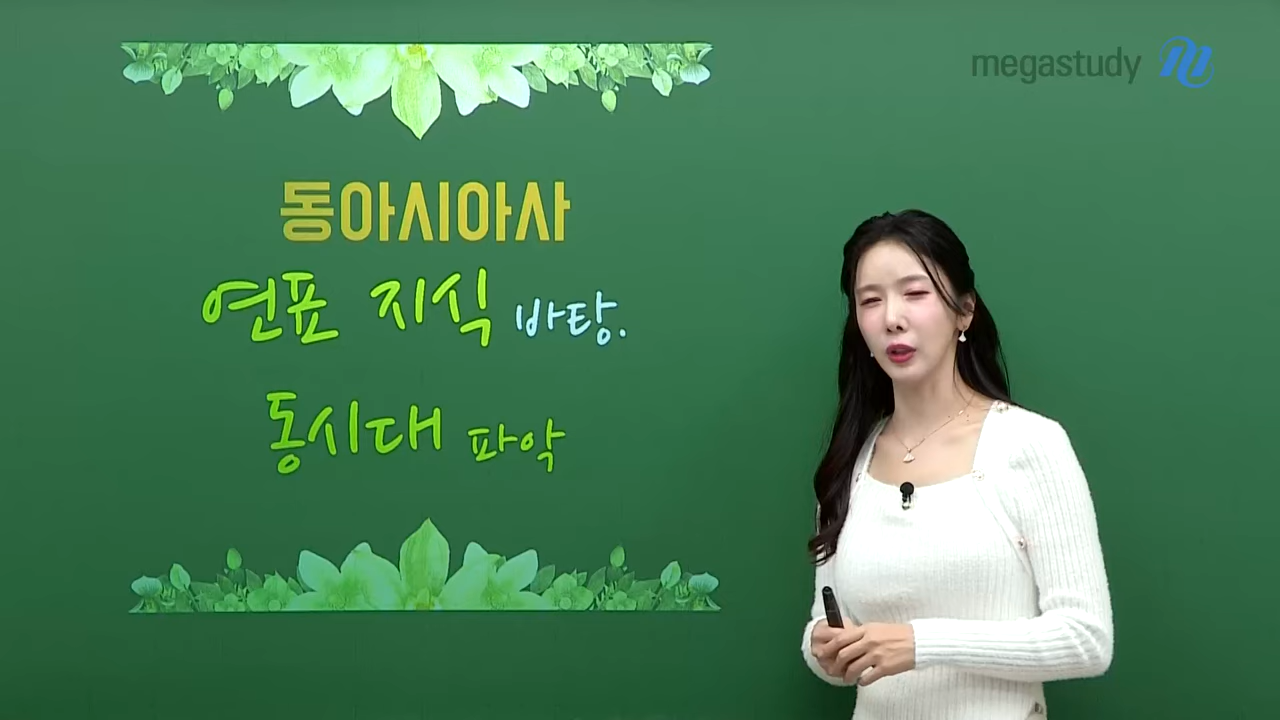 megastudy
동아시아사
연표 지식 바탕.
동시대 파악